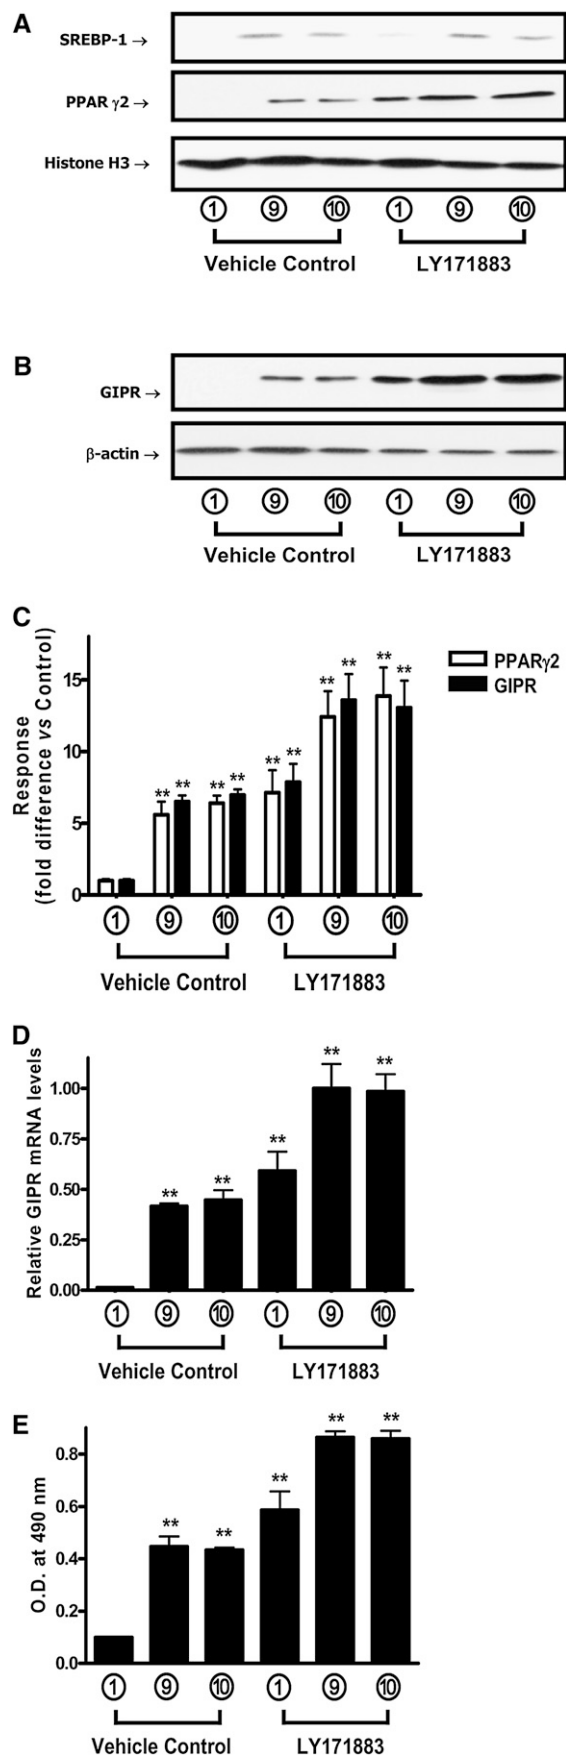 A
SREBP-1 →
PPAR γ2 →
Histone H3 →
① ⑨ ⑩ ① ⑨ ⑩
Vehicle Control LY171883
B
GIPR →
β-actin →
① ⑨ ⑩ ① ⑨ ⑩
Vehicle Control LY171883
C
Response
(fold difference vs Control)
15
10
5
0
** ** ** ** ** ** ** ** ** **
PPARγ2
GIPR
① ⑨ ⑩ ① ⑨ ⑩
Vehicle Control LY171883
D
Relative GIPR mRNA levels
1.00
0.75
0.50
0.25
0.00
** ** ** ** **
① ⑨ ⑩ ① ⑨ ⑩
Vehicle Control LY171883
E
O.D. at 490 nm
0.8
0.6
0.4
0.2
0.0
** ** ** ** **
① ⑨ ⑩ ① ⑨ ⑩
Vehicle Control LY171883